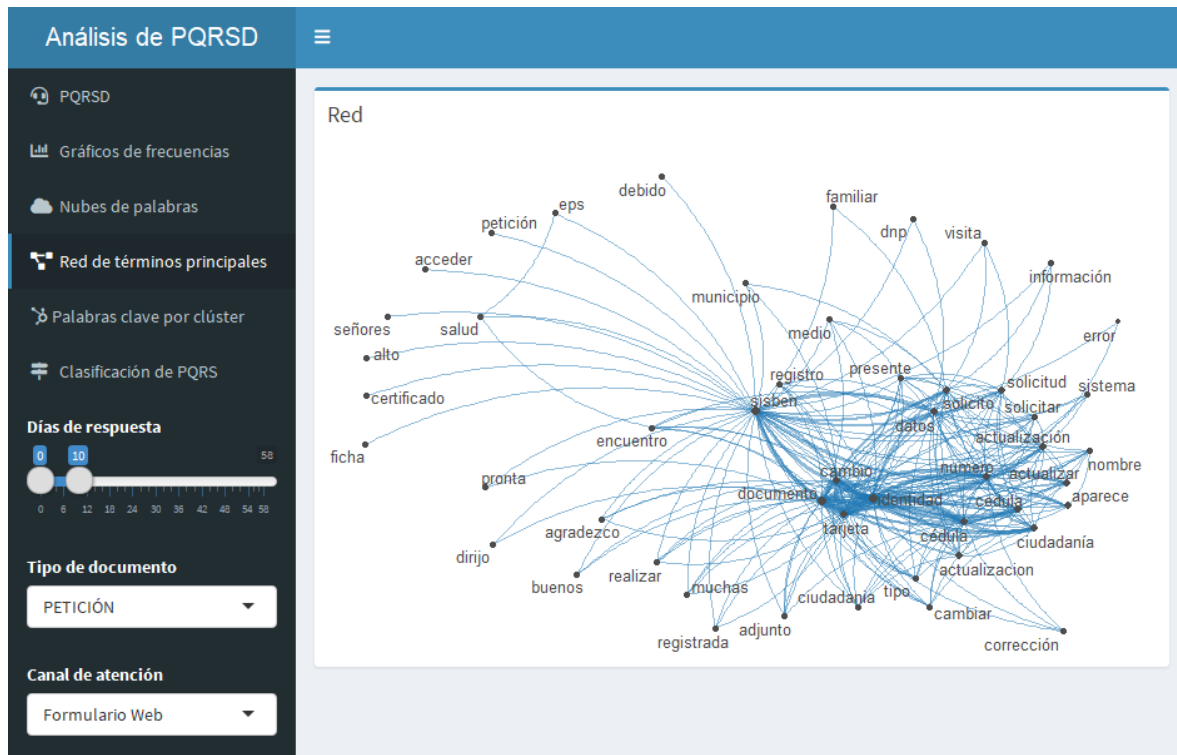 Análisis de PQRSD
PQRSD
Gráficos de frecuencias
Nubes de palabras
Red de términos principales
Palabras clave por clúster
Clasificación de PQRS
Días de respuesta
0 10 58
0 6 12 18 24 30 36 42 48 54 58
Tipo de documento
PETICIÓN
Canal de atención
Formulario Web
Red
debido
familiar
eps
petición
dnp
visita
acceder
información
municipio
señores
salud
medio
error
alto
presente
registro
solicitud
sistema
certificado
sisben
solicito
solicitar
datos
encuentro
actualización
ficha
cambio
número
actualizar
nombre
pronta
documento
identidad
cedula
aparece
agradezco
tarjeta
cédula
ciudadanía
dirijo
actualizacion
buenos
realizar
muchas
ciudadania
tipo
cambiar
registrada
adjunto
corrección